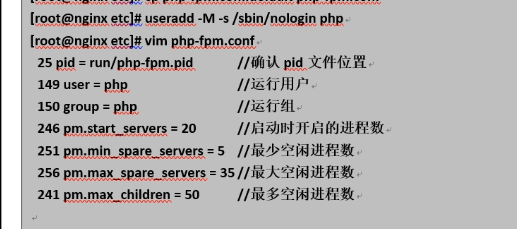 [root@nginx etc]# useradd -M -s /sbin/nologin php
[root@nginx etc]# vim php-fpm.conf
25 pid = run/php-fpm.pid //确认 pid 文件位置
149 user = php //运行用户
150 group = php //运行组
246 pm.start_servers = 20 //启动时开启的进程数
251 pm.min_spare_servers = 5 //最少空闲进程数
256 pm.max_spare_servers = 35 //最大空闲进程数
241 pm.max_children = 50 //最多空闲进程数